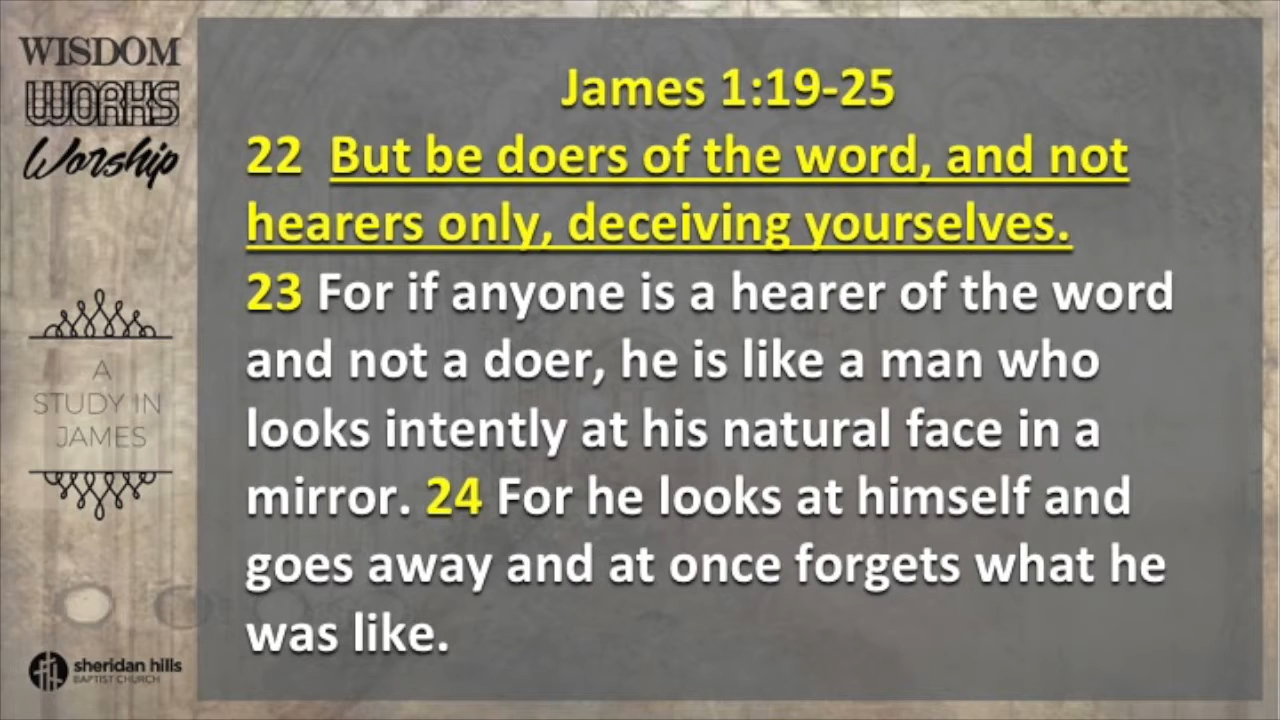 WISDOM
WORKS
Worship
A
STUDY IN
JAMES
sheridan hills
BAPTIST CHURCH
James 1:19-25
22 But be doers of the word, and not
hearers only, deceiving yourselves.
23 For if anyone is a hearer of the word
and not a doer, he is like a man who
looks intently at his natural face in a
mirror. 24 For he looks at himself and
goes away and at once forgets what he
was like.